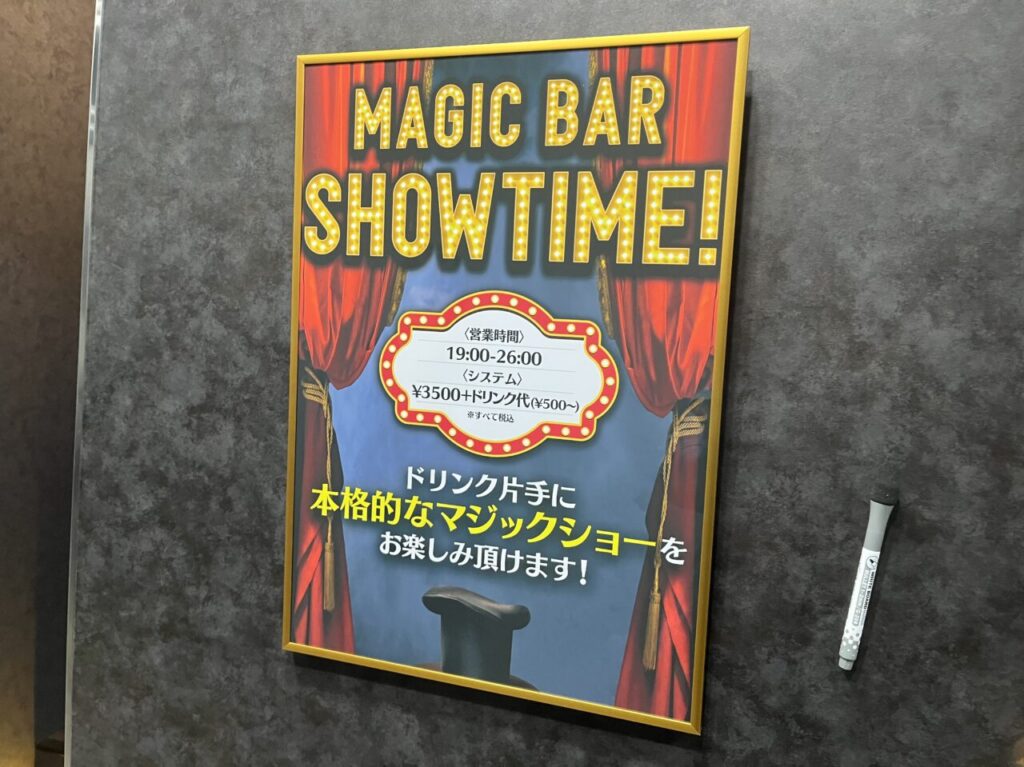 MAGIC BAR
SHOWTIME!
〈営業時間〉
19:00-26:00
〈システム〉
¥3500+ドリンク代(¥500〜)
※すべて税込
ドリンク片手に
本格的なマジックショーを
お楽しみ頂けます!